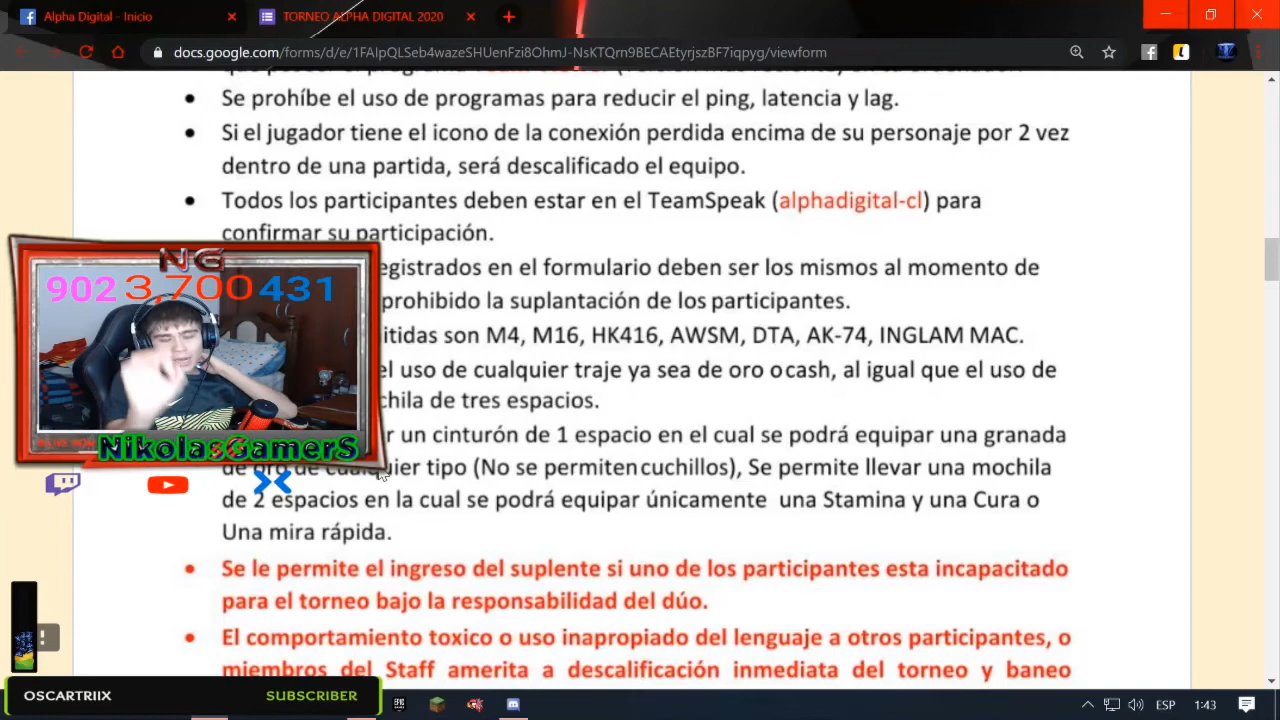 Alpha Digital - Inicio
TORNEO ALPHA DIGITAL 2020
docs.google.com/forms/d/e/1FAIpQLSeb4wazeSHUenFzi8OhmJ-NsKTQrn9BECAEtyrjszBF7iqpyg/viewform
Se prohíbe el uso de programas para reducir el ping, latencia y lag.
Si el jugador tiene el icono de la conexión perdida encima de su personaje por 2 vez
dentro de una partida, será descalificado el equipo.
Todos los participantes deben estar en el TeamSpeak (alphadigital-cl) para
confirmar su participación.
egistrados en el formulario deben ser los mismos al momento de
prohibido la suplantación de los participantes.
itidas son M4, M16, HK416, AWSM, DTA, AK-74, INGLAM MAC.
el uso de cualquier traje ya sea de oro o cash, al igual que el uso de
chila de tres espacios.
r un cinturón de 1 espacio en el cual se podrá equipar una granada
de oro de cualquier tipo (No se permiten cuchillos), Se permite llevar una mochila
de 2 espacios en la cual se podrá equipar únicamente una Stamina y una Cura o
Una mira rápida.
Se le permite el ingreso del suplente si uno de los participantes esta incapacitado
para el torneo bajo la responsabilidad del dúo.
El comportamiento toxico o uso inapropiado del lenguaje a otros participantes, o
miembros del Staff amerita a descalificación inmediata del torneo y baneo
NG
902 3,700 431
NikolasGamerS
OSCARTRIIX SUBSCRIBER
ESP 1:43